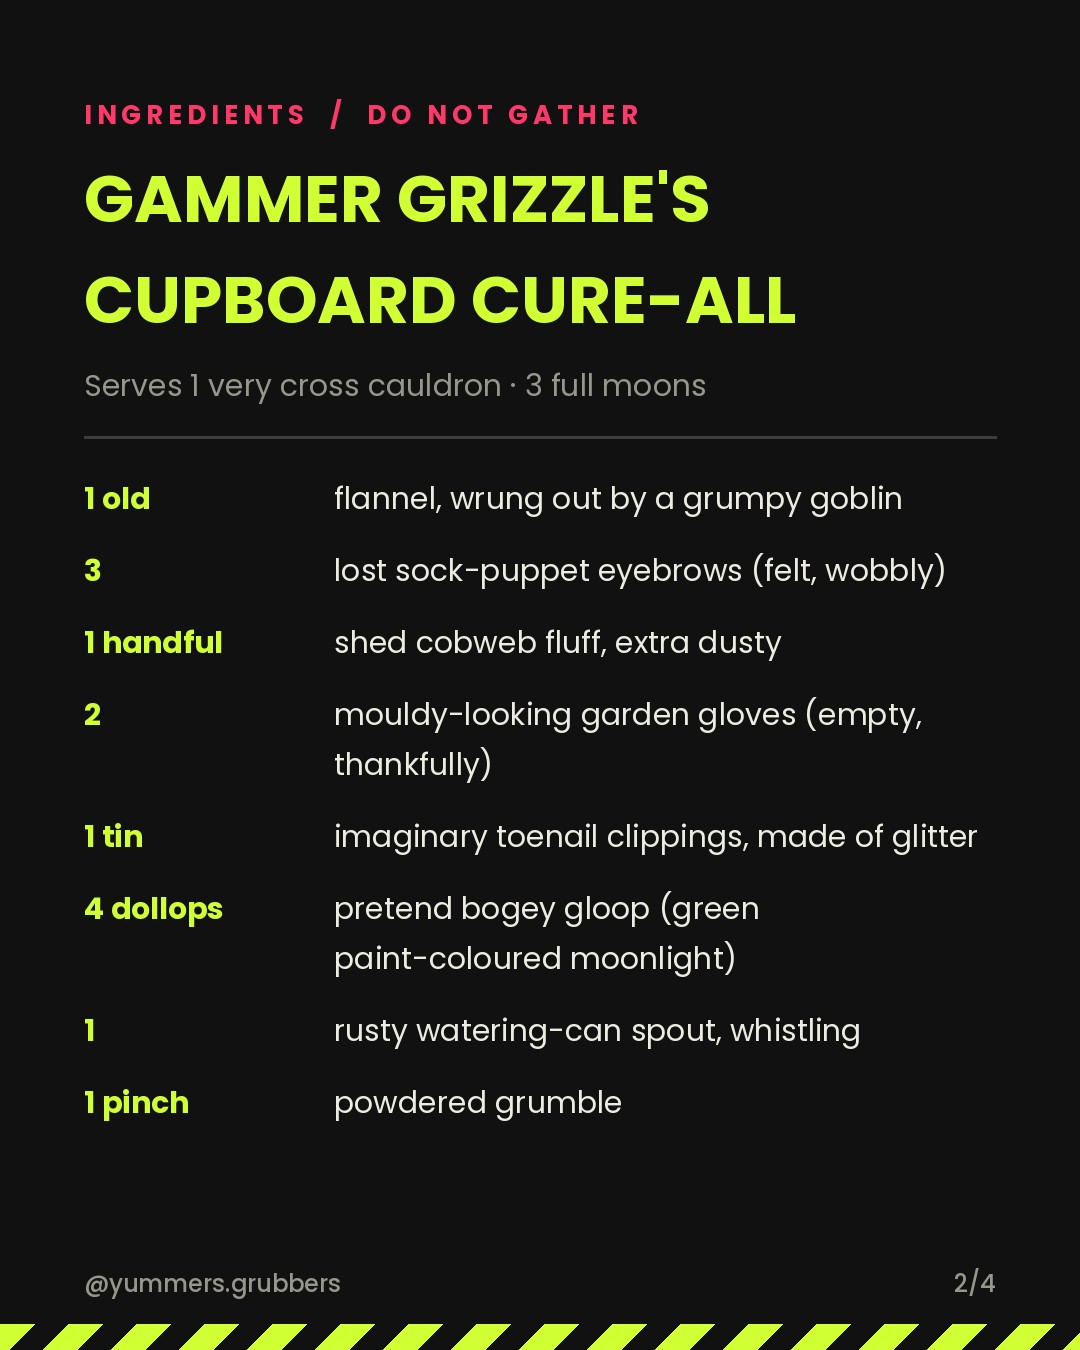 INGREDIENTS / DO NOT GATHER
GAMMER GRIZZLE'S
CUPBOARD CURE-ALL
Serves 1 very cross cauldron · 3 full moons
1 old flannel, wrung out by a grumpy goblin
3 lost sock-puppet eyebrows (felt, wobbly)
1 handful shed cobweb fluff, extra dusty
2 mouldy-looking garden gloves (empty,
thankfully)
1 tin imaginary toenail clippings, made of glitter
4 dollops pretend bogey gloop (green
paint-coloured moonlight)
1 rusty watering-can spout, whistling
1 pinch powdered grumble
@yummers.grubbers 2/4